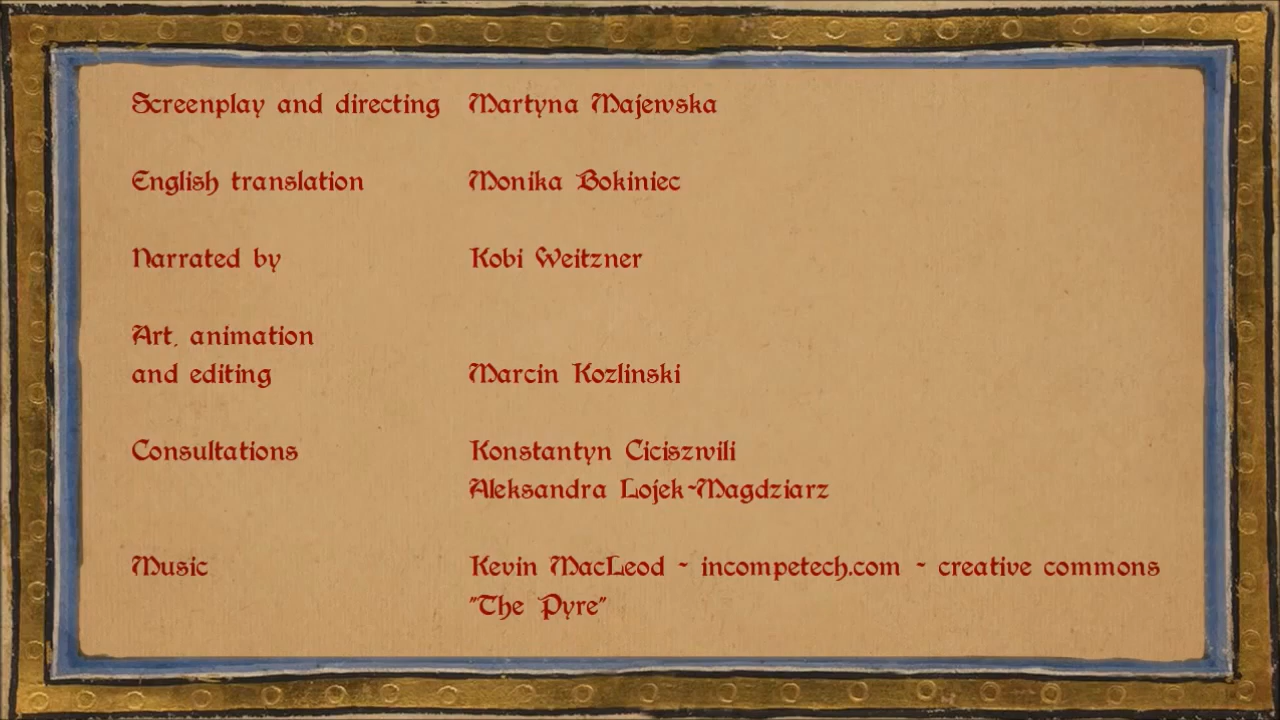 Screenplay and directing Martyna Majewska
English translation Monika Bokiniec
Narrated by Kobi Weitzner
Art, animation
and editing Marcin Kozlinski
Consultations Konstantyn Ciciszwili
Aleksandra Lojek-Magdziarz
Music Kevin MacLeod - incompetech.com - creative commons
"The Pyre"